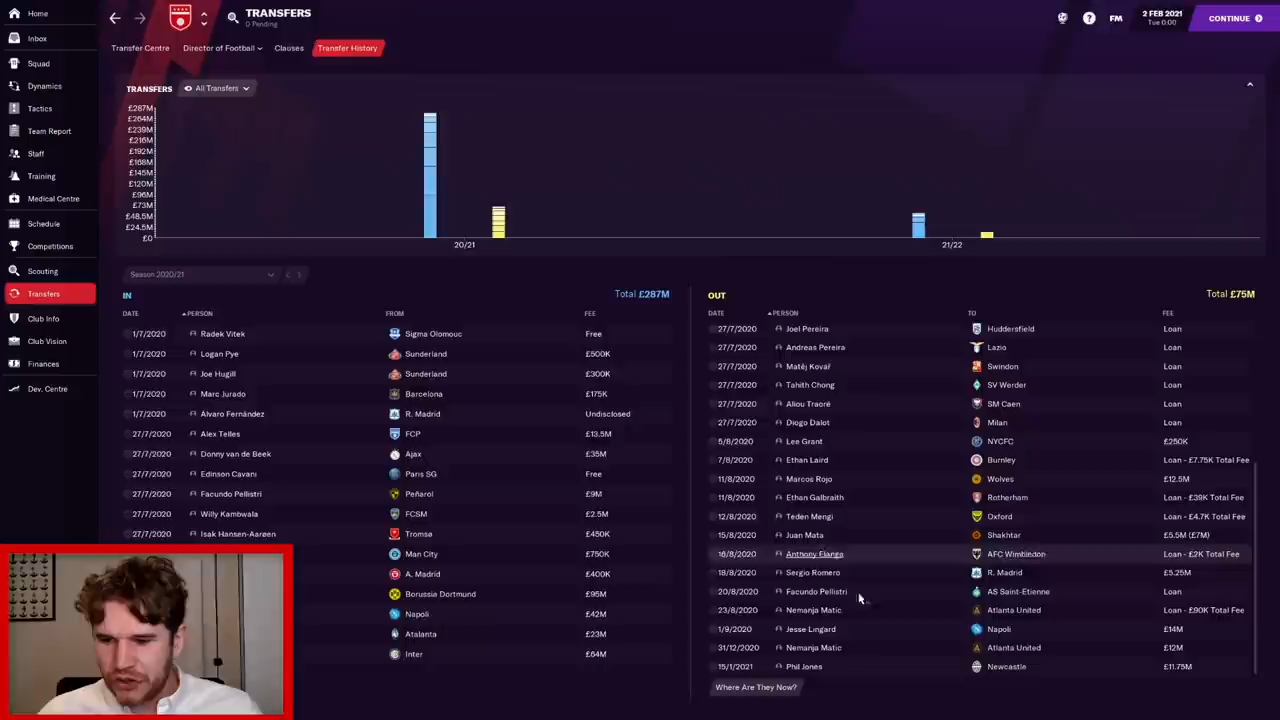 Home
TRANSFERS
0 Pending
FM
2 FEB 2021
Tue 0:00
CONTINUE
Inbox
Squad
Dynamics
Tactics
Team Report
Staff
Training
Medical Centre
Schedule
Competitions
Scouting
Transfers
Club Info
Club Vision
Finances
Dev. Centre
Transfer Centre
Director of Football
Clauses
Transfer History
TRANSFERS
All Transfers
£287M
£264M
£239M
£216M
£192M
£168M
£145M
£120M
£96M
£73M
£48.5M
£24.5M
£0
20/21
21/22
Season 2020/21
IN
Total £287M
DATE PERSON FROM FEE
1/7/2020 Radek Vítek Sigma Olomouc Free
1/7/2020 Logan Pye Sunderland £500K
1/7/2020 Joe Hugill Sunderland £300K
1/7/2020 Marc Jurado Barcelona £175K
1/7/2020 Álvaro Fernández R. Madrid Undisclosed
27/7/2020 Alex Telles FCP £13.5M
27/7/2020 Donny van de Beek Ajax £35M
27/7/2020 Edinson Cavani Paris SG Free
27/7/2020 Facundo Pellistri Peñarol £9M
27/7/2020 Willy Kambwala FCSM £2.5M
27/7/2020 Isak Hansen-Aarøen Tromsø £450K
Man City £750K
A. Madrid £400K
Borussia Dortmund £95M
Napoli £42M
Atalanta £23M
Inter £64M
OUT
Total £75M
DATE PERSON TO FEE
27/7/2020 Joel Pereira Huddersfield Loan
27/7/2020 Andreas Pereira Lazio Loan
27/7/2020 Matěj Kovář Swindon Loan
27/7/2020 Tahith Chong SV Werder Loan
27/7/2020 Aliou Traoré SM Caen Loan
27/7/2020 Diogo Dalot Milan Loan
5/8/2020 Lee Grant NYCFC £250K
7/8/2020 Ethan Laird Burnley Loan - £7.75K Total Fee
11/8/2020 Marcos Rojo Wolves £12.5M
11/8/2020 Ethan Galbraith Rotherham Loan - £39K Total Fee
12/8/2020 Teden Mengi Oxford Loan - £4.7K Total Fee
15/8/2020 Juan Mata Shakhtar £5.5M (£7M)
16/8/2020 Anthony Elanga AFC Wimbledon Loan - £2K Total Fee
18/8/2020 Sergio Romero R. Madrid £5.25M
20/8/2020 Facundo Pellistri AS Saint-Etienne Loan
23/8/2020 Nemanja Matic Atlanta United Loan - £90K Total Fee
1/9/2020 Jesse Lingard Napoli £14M
31/12/2020 Nemanja Matic Atlanta United £12M
15/1/2021 Phil Jones Newcastle £11.75M
Where Are They Now?